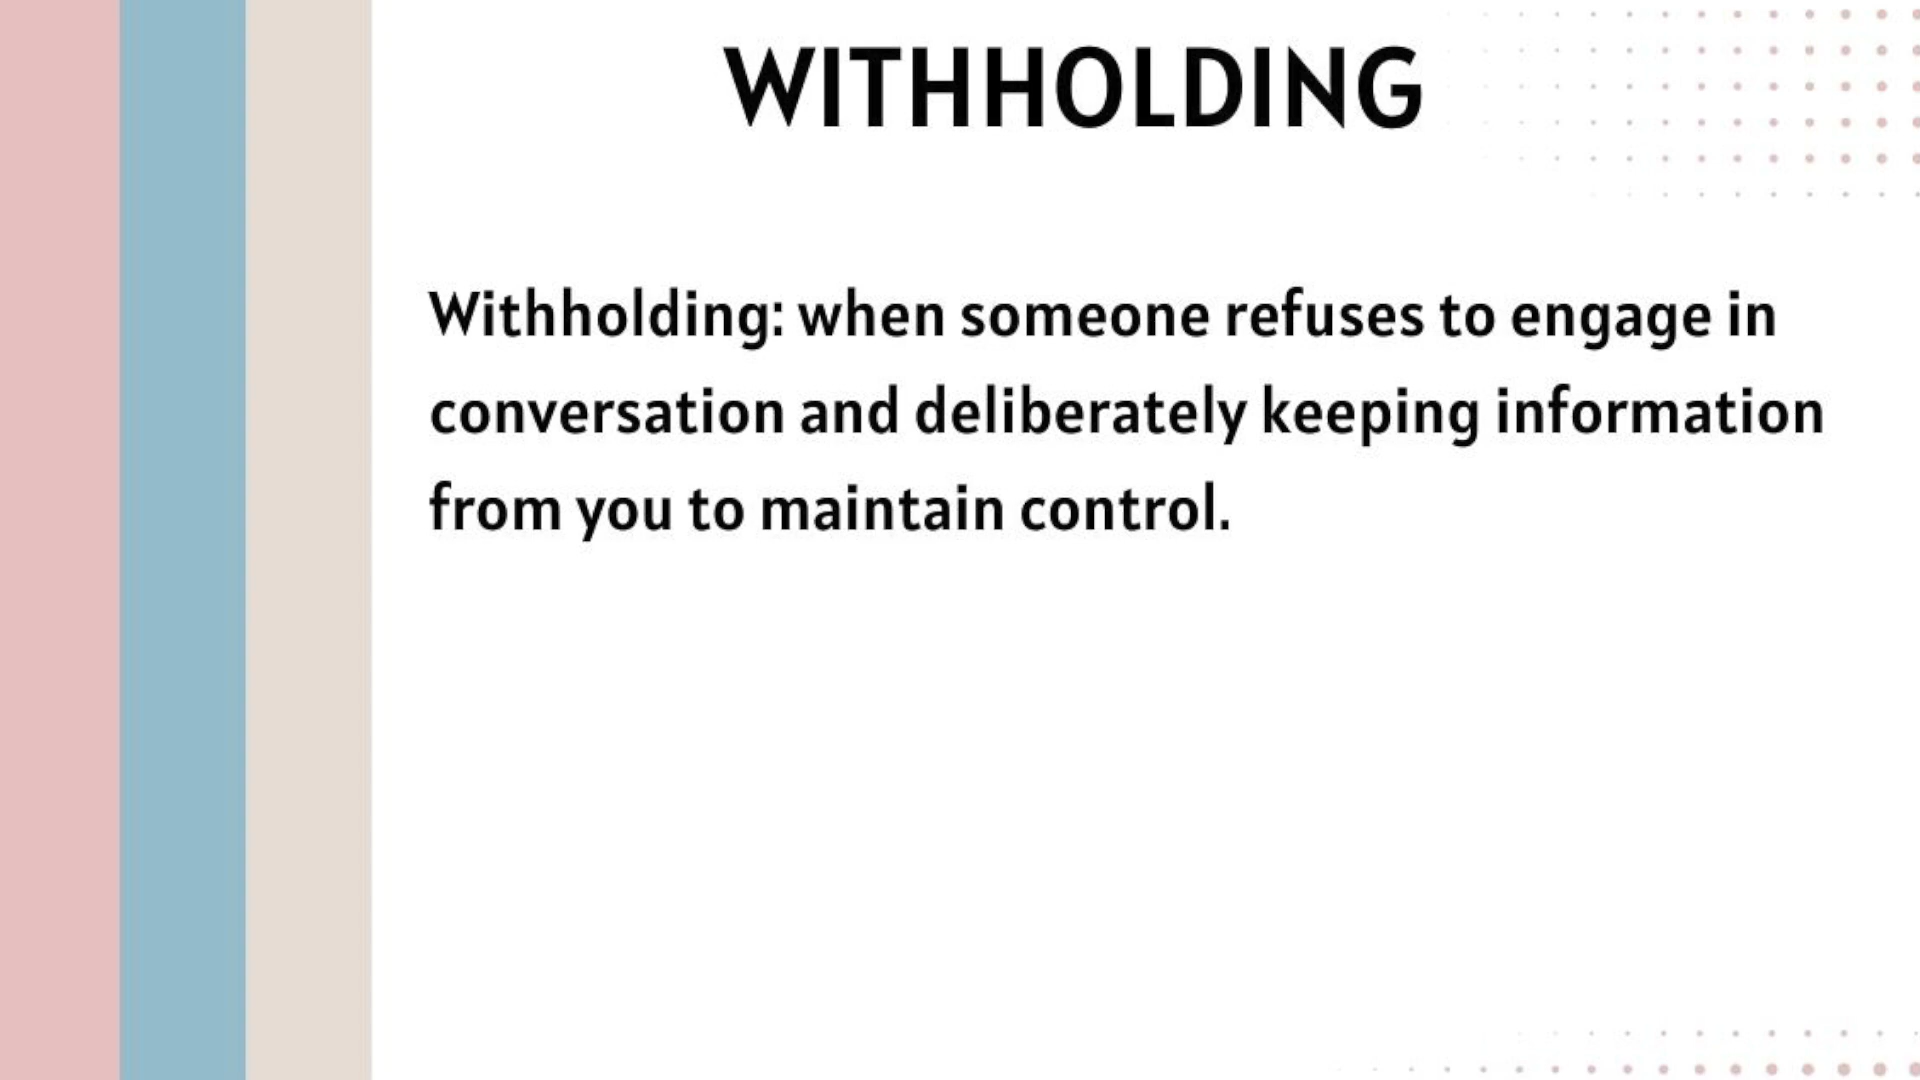 WITHHOLDING
Withholding: when someone refuses to engage in
conversation and deliberately keeping information
from you to maintain control.